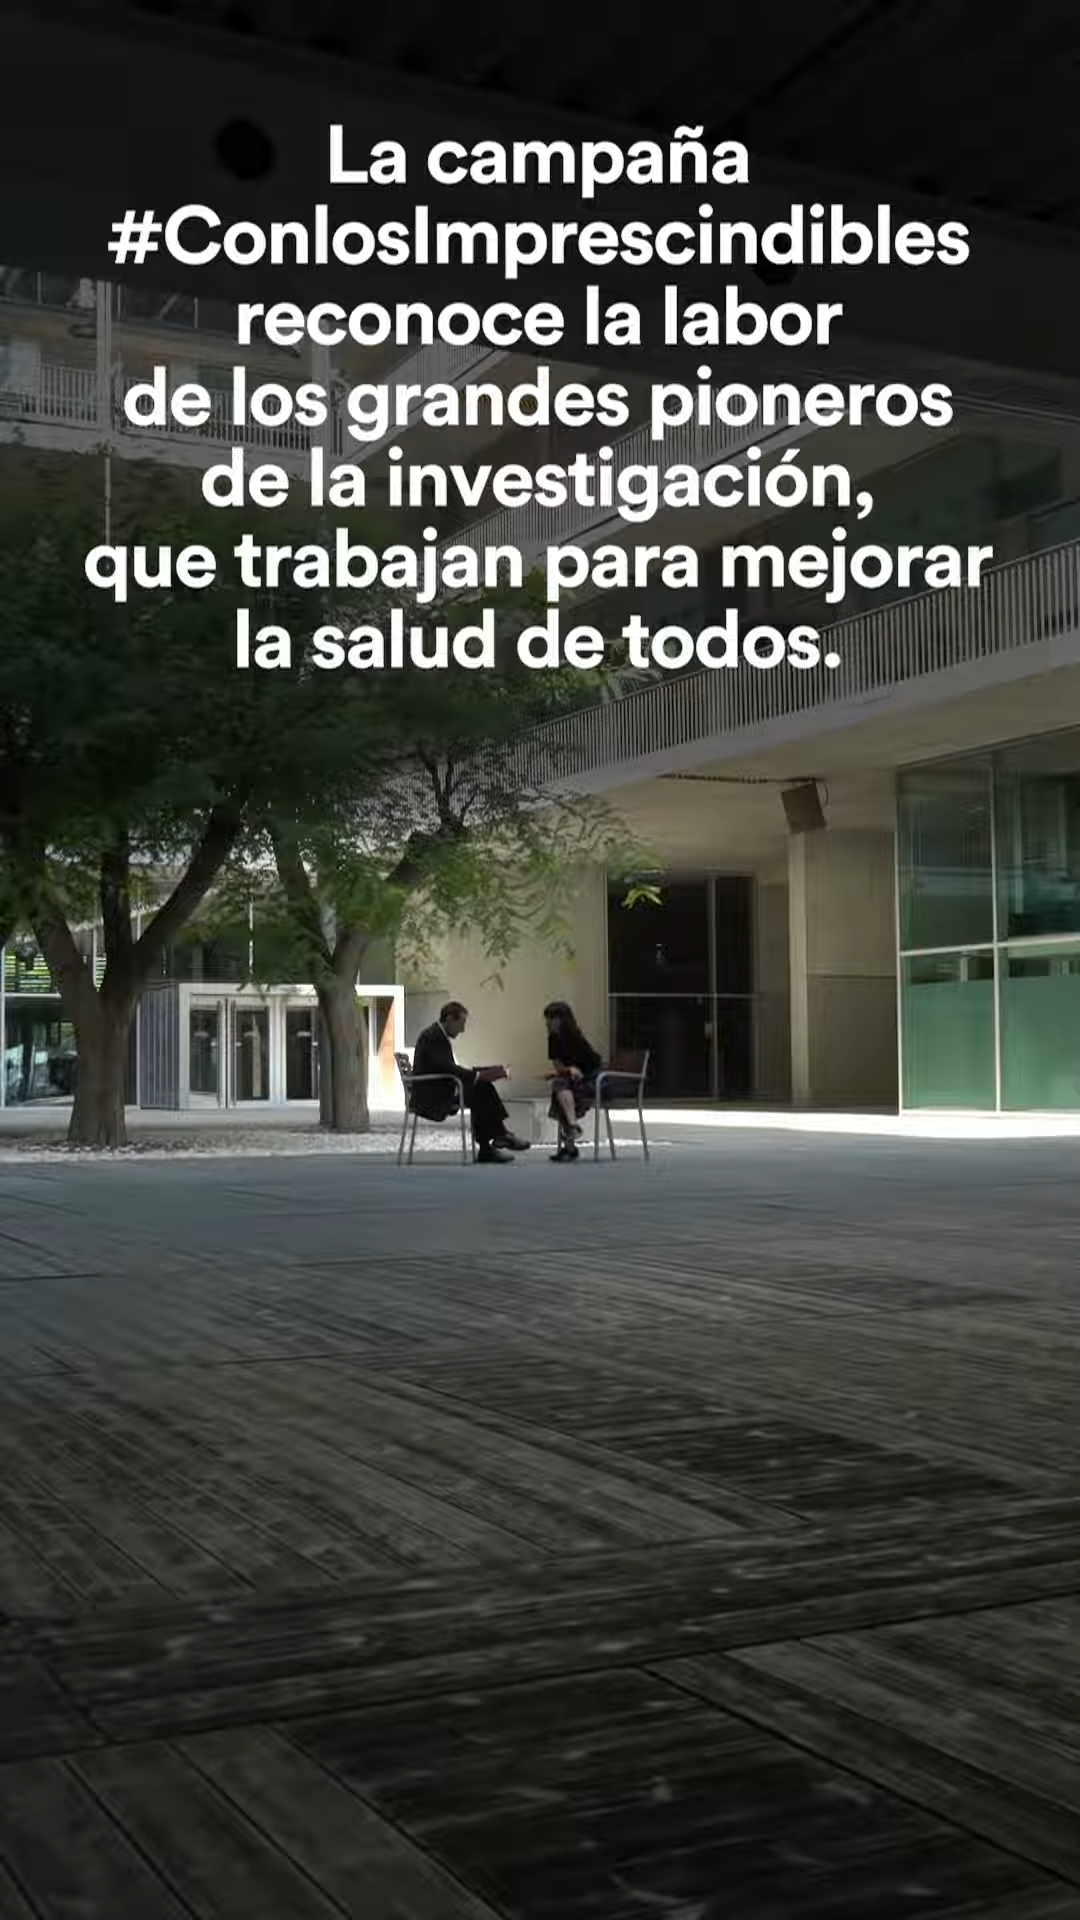 La campaña
#ConlosImprescindibles
reconoce la labor
de los grandes pioneros
de la investigación,
que trabajan para mejorar
la salud de todos.